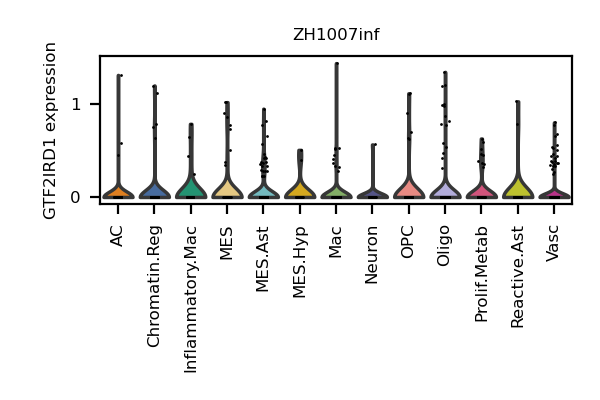 ZH1007inf
GTF2IRD1 expression
1
0
AC
Chromatin.Reg
Inflammatory.Mac
MES
MES.Ast
MES.Hyp
Mac
Neuron
OPC
Oligo
Prolif.Metab
Reactive.Ast
Vasc